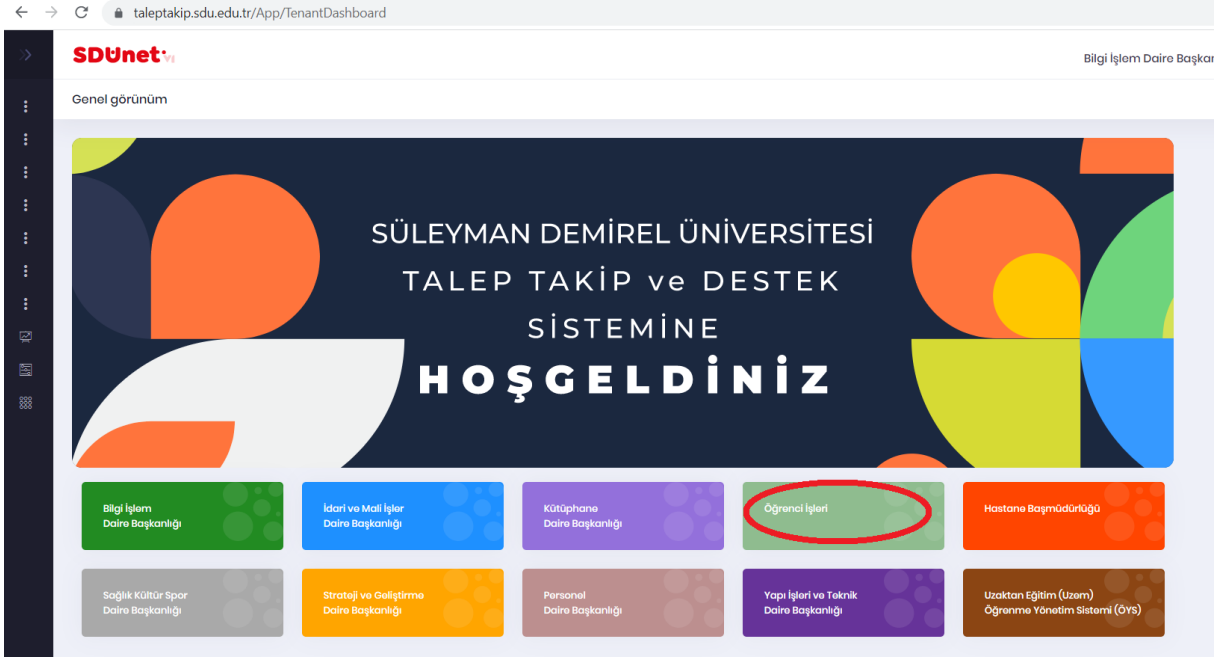 taleptakip.sdu.edu.tr/App/TenantDashboard
SDUnet
Bilgi İşlem Daire Başkan
Genel görünüm
SÜLEYMAN DEMİREL ÜNİVERSİTESİ
TALEP TAKİP ve DESTEK
SİSTEMİNE
HOŞGELDİNİZ
Bilgi İşlem
Daire Başkanlığı
İdari ve Mali İşler
Daire Başkanlığı
Kütüphane
Daire Başkanlığı
Öğrenci İşleri
Hastane Başmüdürlüğü
Sağlık Kültür Spor
Daire Başkanlığı
Strateji ve Geliştirme
Daire Başkanlığı
Personel
Daire Başkanlığı
Yapı İşleri ve Teknik
Daire Başkanlığı
Uzaktan Eğitim (Uzem)
Öğrenme Yönetim Sistemi (ÖYS)